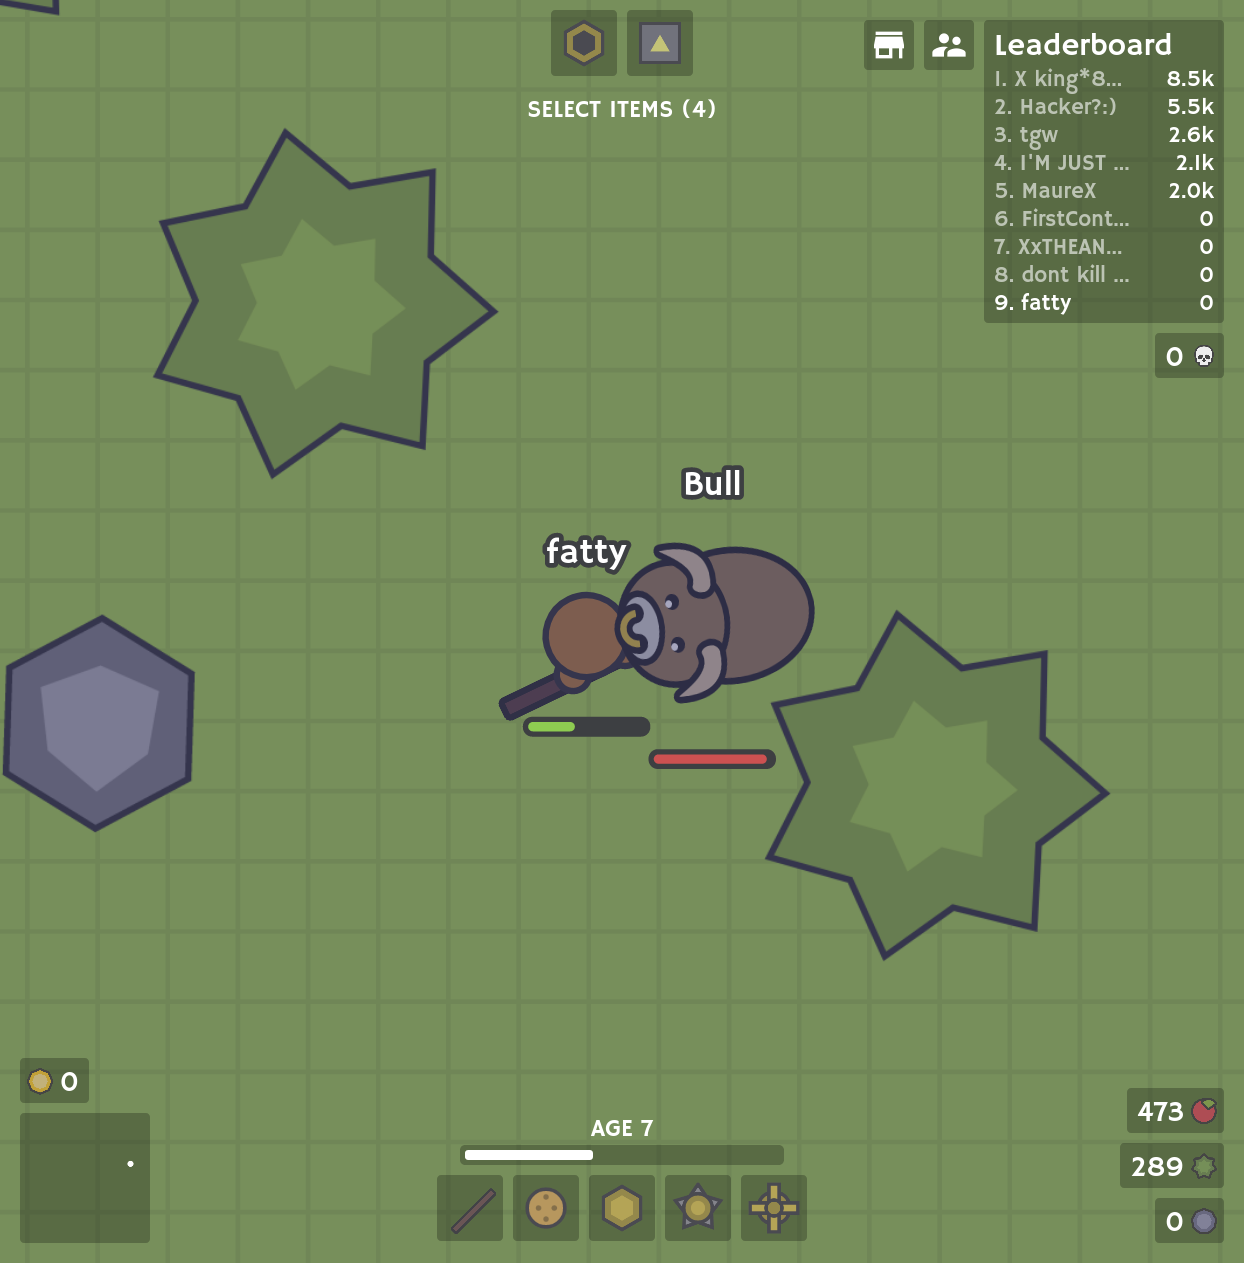 SELECT ITEMS (4)
Leaderboard
1. X king*8... 8.5k
2. Hacker?:) 5.5k
3. tgw 2.6k
4. I'M JUST ... 2.1k
5. MaureX 2.0k
6. FirstCont... 0
7. XxTHEAN... 0
8. dont kill ... 0
9. fatty 0
0
Bull
fatty
0
AGE 7
473
289
0